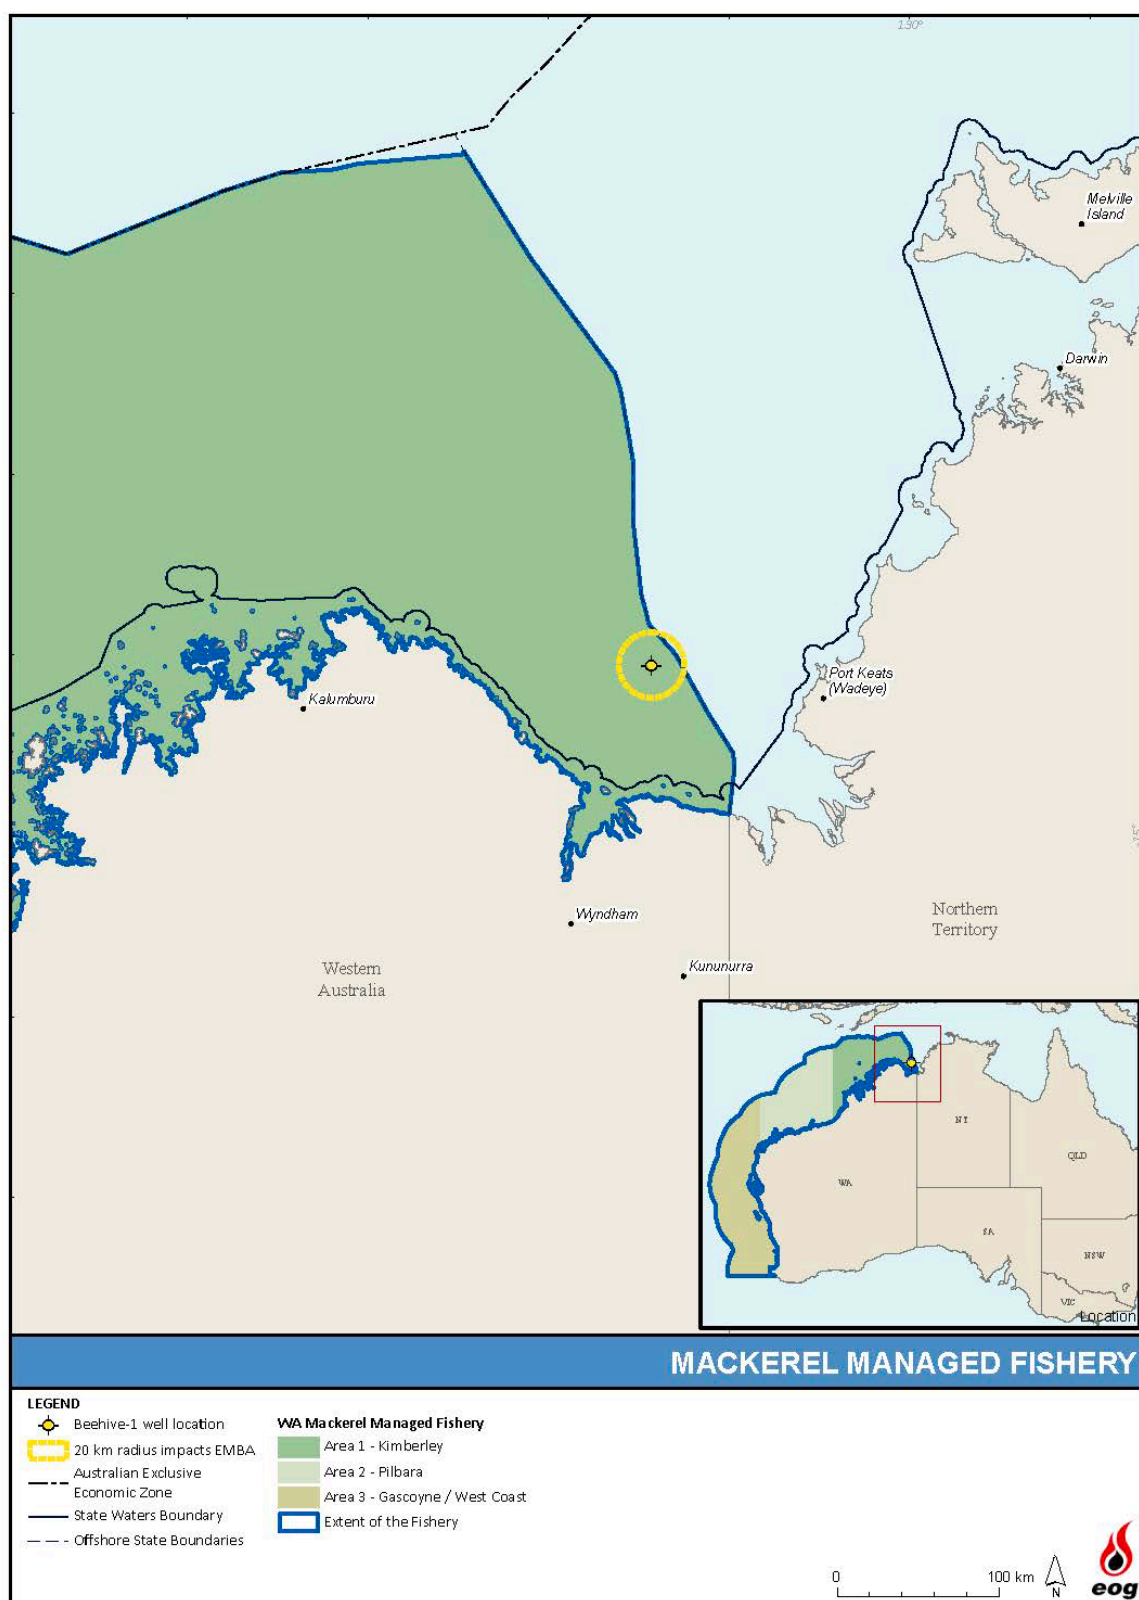 130°
Melville
Island
Darwin
Port Keats
(Wadeye)
Kalumburu
Wyndham
Northern
Territory
Kununurra
Western
Australia
NT
QLD
WA
SA
NSW
VIC
Location
MACKEREL MANAGED FISHERY
LEGEND
Beehive-1 well location
20 km radius impacts EMBA
Australian Exclusive
Economic Zone
State Waters Boundary
Offshore State Boundaries
WA Mackerel Managed Fishery
Area 1 - Kimberley
Area 2 - Pilbara
Area 3 - Gascoyne / West Coast
Extent of the Fishery
0 100 km
N
eog